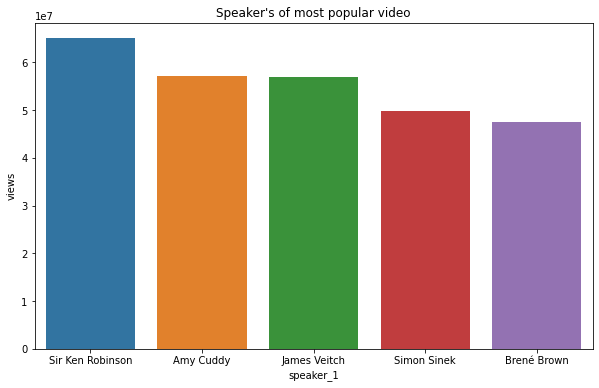 Speaker's of most popular video
1e7
6
5
4
3
2
1
0
views
Sir Ken Robinson Amy Cuddy James Veitch Simon Sinek Brené Brown
speaker_1